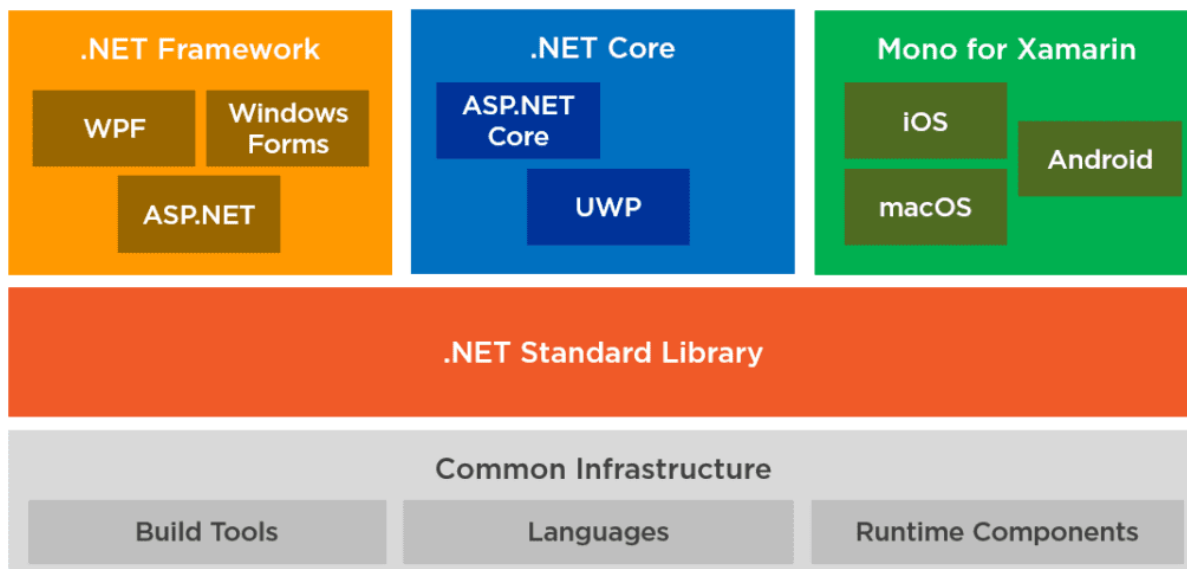 .NET Framework
WPF
Windows
Forms
ASP.NET
.NET Core
ASP.NET
Core
UWP
Mono for Xamarin
iOS
Android
macOS
.NET Standard Library
Common Infrastructure
Build Tools
Languages
Runtime Components